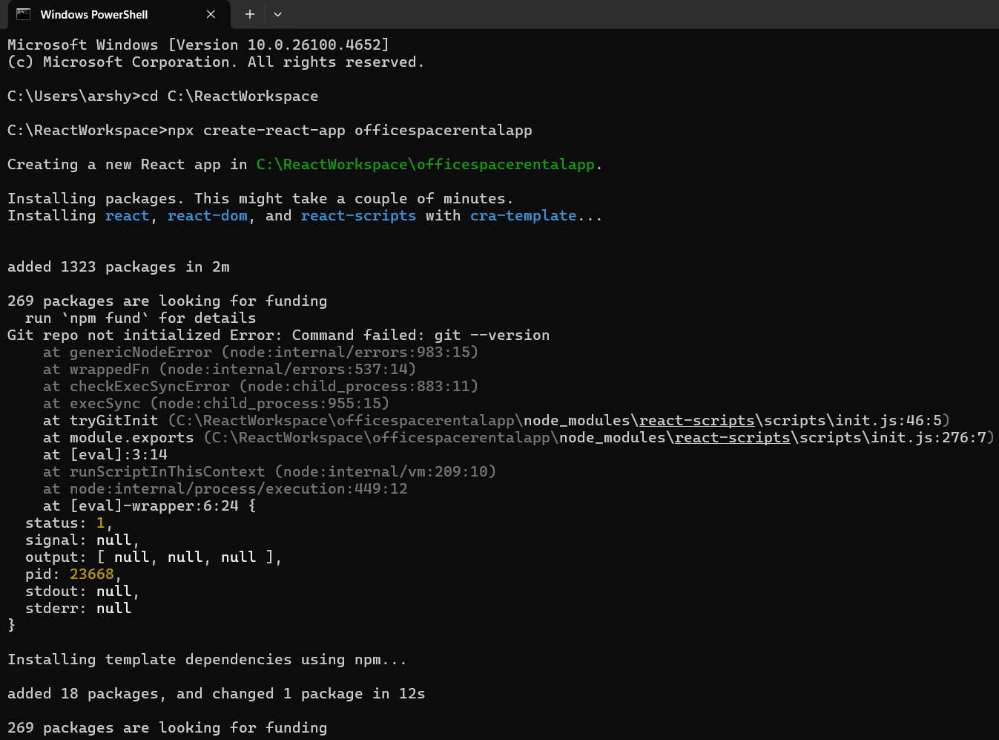 Windows PowerShell
Microsoft Windows [Version 10.0.26100.4652]
(c) Microsoft Corporation. All rights reserved.
C:\Users\arshy>cd C:\ReactWorkspace
C:\ReactWorkspace>npx create-react-app officespacerentalapp
Creating a new React app in C:\ReactWorkspace\officespacerentalapp.
Installing packages. This might take a couple of minutes.
Installing react, react-dom, and react-scripts with cra-template...
added 1323 packages in 2m
269 packages are looking for funding
  run `npm fund` for details
Git repo not initialized Error: Command failed: git --version
    at genericNodeError (node:internal/errors:983:15)
    at wrappedFn (node:internal/errors:537:14)
    at checkExecSyncError (node:child_process:883:11)
    at execSync (node:child_process:955:15)
    at tryGitInit (C:\ReactWorkspace\officespacerentalapp\node_modules\react-scripts\scripts\init.js:46:5)
    at module.exports (C:\ReactWorkspace\officespacerentalapp\node_modules\react-scripts\scripts\init.js:276:7)
    at [eval]:3:14
    at runScriptInThisContext (node:internal/vm:209:10)
    at node:internal/process/execution:449:12
    at [eval]-wrapper:6:24 {
  status: 1,
  signal: null,
  output: [ null, null, null ],
  pid: 23668,
  stdout: null,
  stderr: null
}
Installing template dependencies using npm...
added 18 packages, and changed 1 package in 12s
269 packages are looking for funding